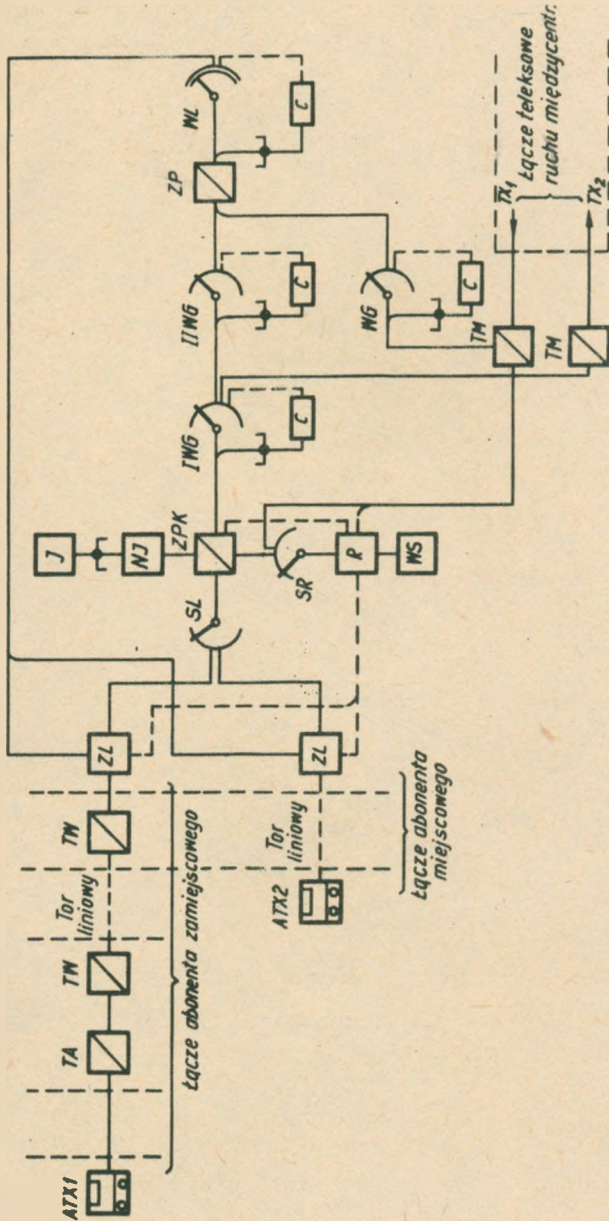 ATX1
TA
TW
Tor
liniowy
TW
Łącze abonenta zamiejscowego
ATX2
Tor
liniowy
Łącze abonenta
miejscowego
ZL
ZL
SL
J
NJ
ZPK
SR
R
WS
IWG
C
IIWG
C
ZP
WL
C
WG
C
TM
TM
TX1
TX2
Łącze teleksowe
ruchu międzycentr.